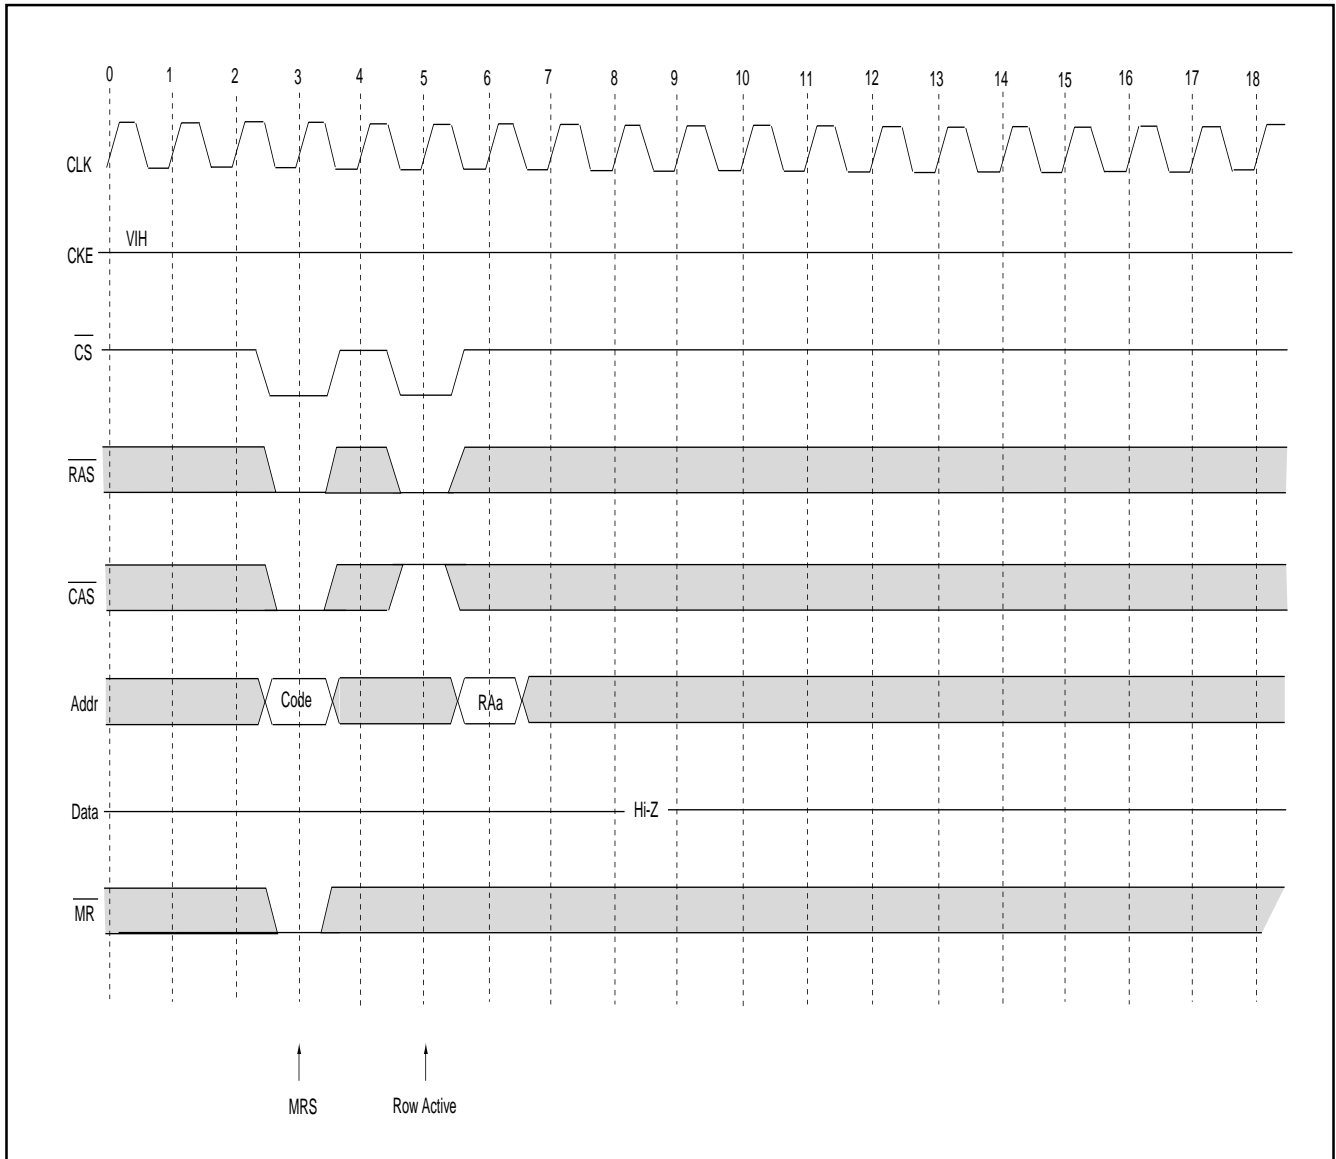 0 1 2 3 4 5 6 7 8 9 10 11 12 13 14 15 16 17 18
CLK
VIH
CKE
CS
RAS
CAS
Addr Code RAa
Data Hi-Z
MR
MRS Row Active